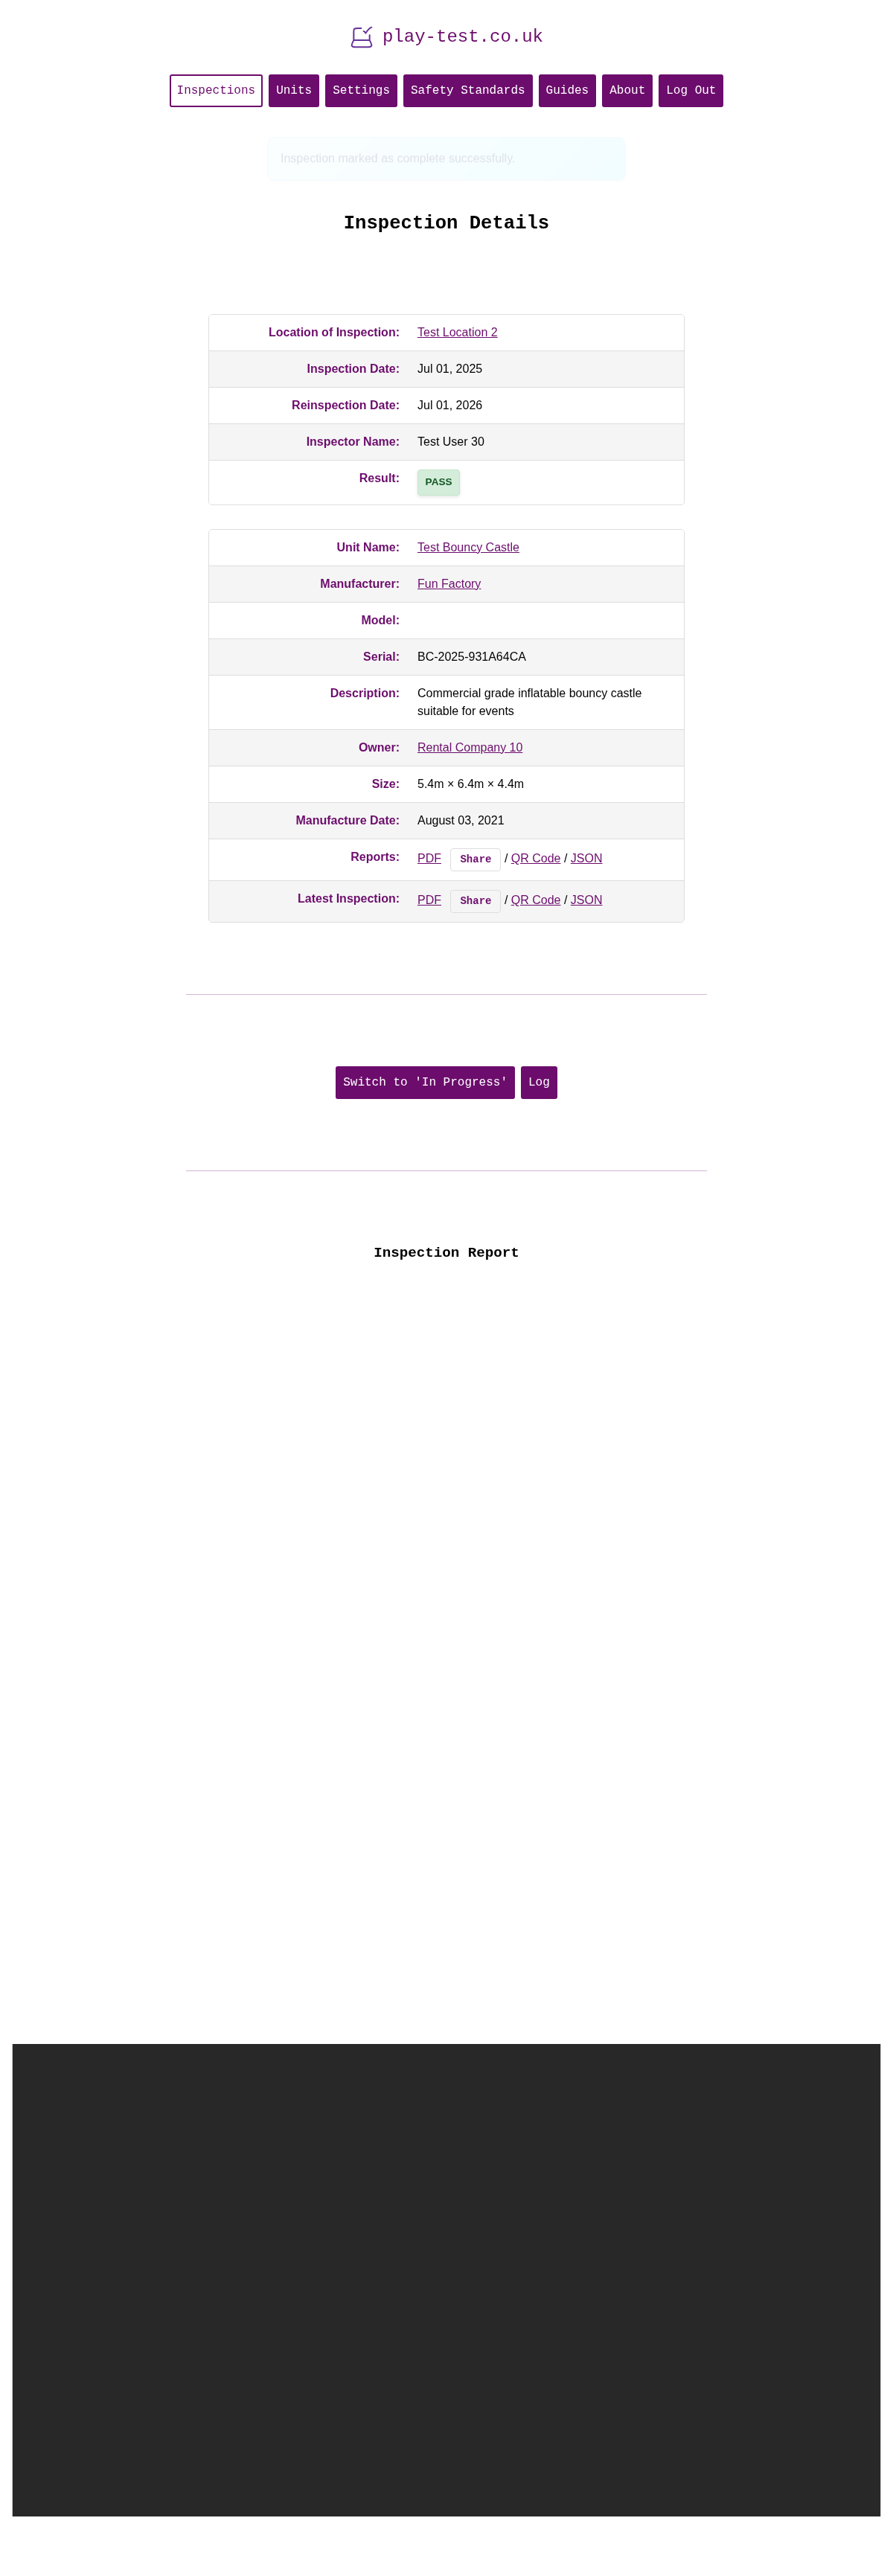 play-test.co.uk
Inspections Units Settings Safety Standards Guides About Log Out
Inspection marked as complete successfully.
Inspection Details
Location of Inspection: Test Location 2
Inspection Date: Jul 01, 2025
Reinspection Date: Jul 01, 2026
Inspector Name: Test User 30
Result: PASS
Unit Name: Test Bouncy Castle
Manufacturer: Fun Factory
Model:
Serial: BC-2025-931A64CA
Description: Commercial grade inflatable bouncy castle
suitable for events
Owner: Rental Company 10
Size: 5.4m × 6.4m × 4.4m
Manufacture Date: August 03, 2021
Reports: PDF Share / QR Code / JSON
Latest Inspection: PDF Share / QR Code / JSON
Switch to 'In Progress' Log
Inspection Report